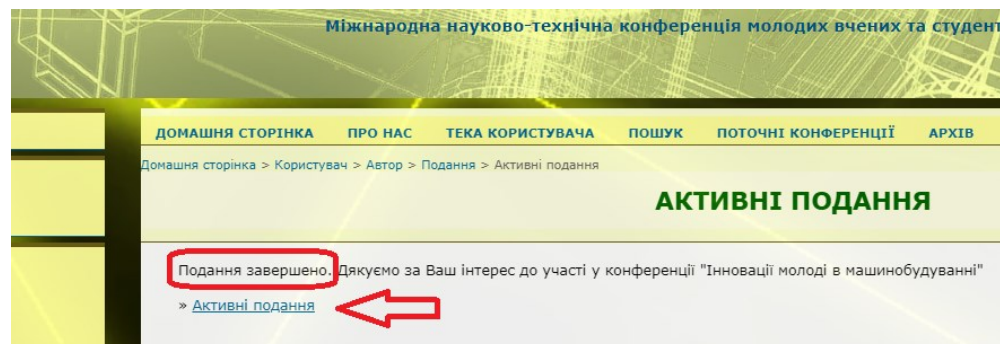 Міжнародна науково-технічна конференція молодих вчених та студент
ДОМАШНЯ СТОРІНКА ПРО НАС ТЕКА КОРИСТУВАЧА ПОШУК ПОТОЧНІ КОНФЕРЕНЦІЇ АРХІВ
Домашня сторінка > Користувач > Автор > Подання > Активні подання
АКТИВНІ ПОДАННЯ
Подання завершено. Дякуємо за Ваш інтерес до участі у конференції "Інновації молоді в машинобудуванні"
» Активні подання